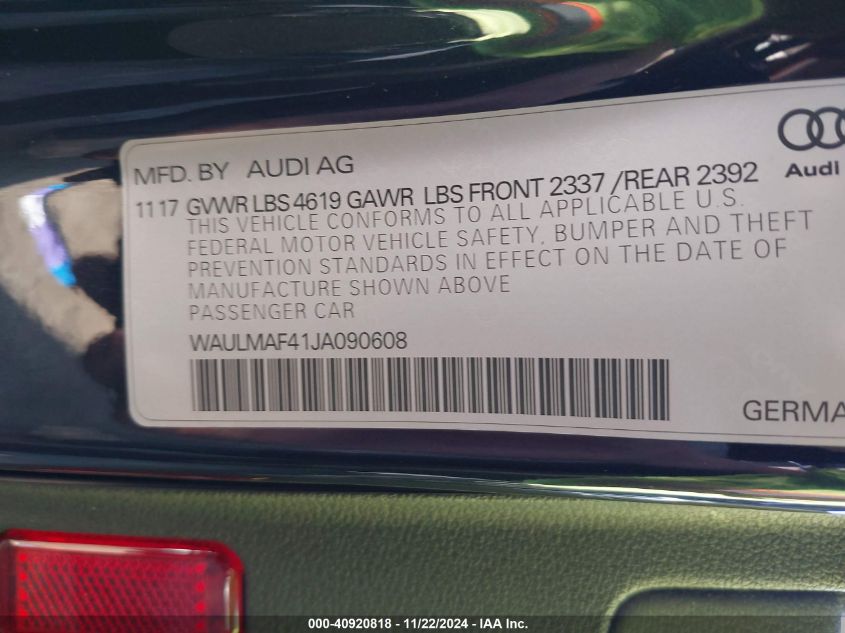 MFD. BY AUDI AG
Audi
11 17 GVWR LBS 4619 GAWR LBS FRONT 2337 /REAR 2392
THIS VEHICLE CONFORMS TO ALL APPLICABLE U.S.
FEDERAL MOTOR VEHICLE SAFETY, BUMPER AND THEFT
PREVENTION STANDARDS IN EFFECT ON THE DATE OF
MANUFACTURE SHOWN ABOVE
PASSENGER CAR
WAULMAF41JA090608
GERMA
000-40920818 - 11/22/2024 - IAA Inc.